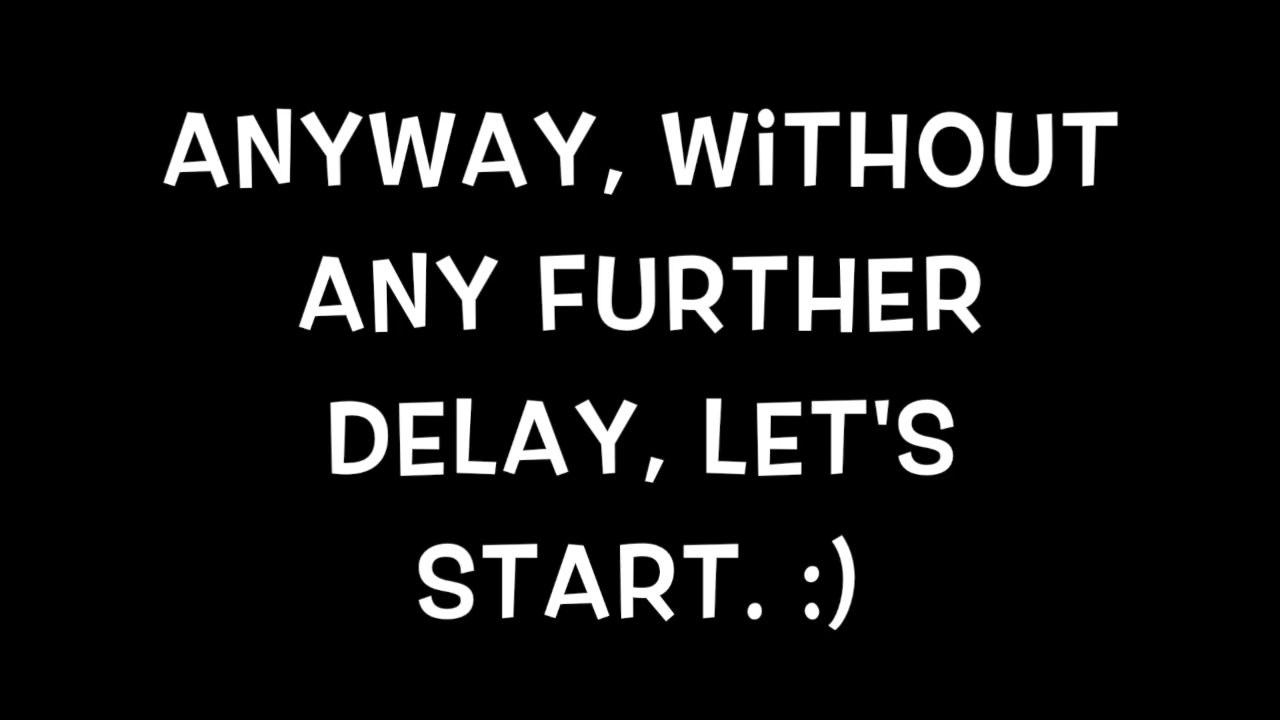 ANYWAY, WiTHOUT
ANY FURTHER
DELAY, LET'S
START. :)